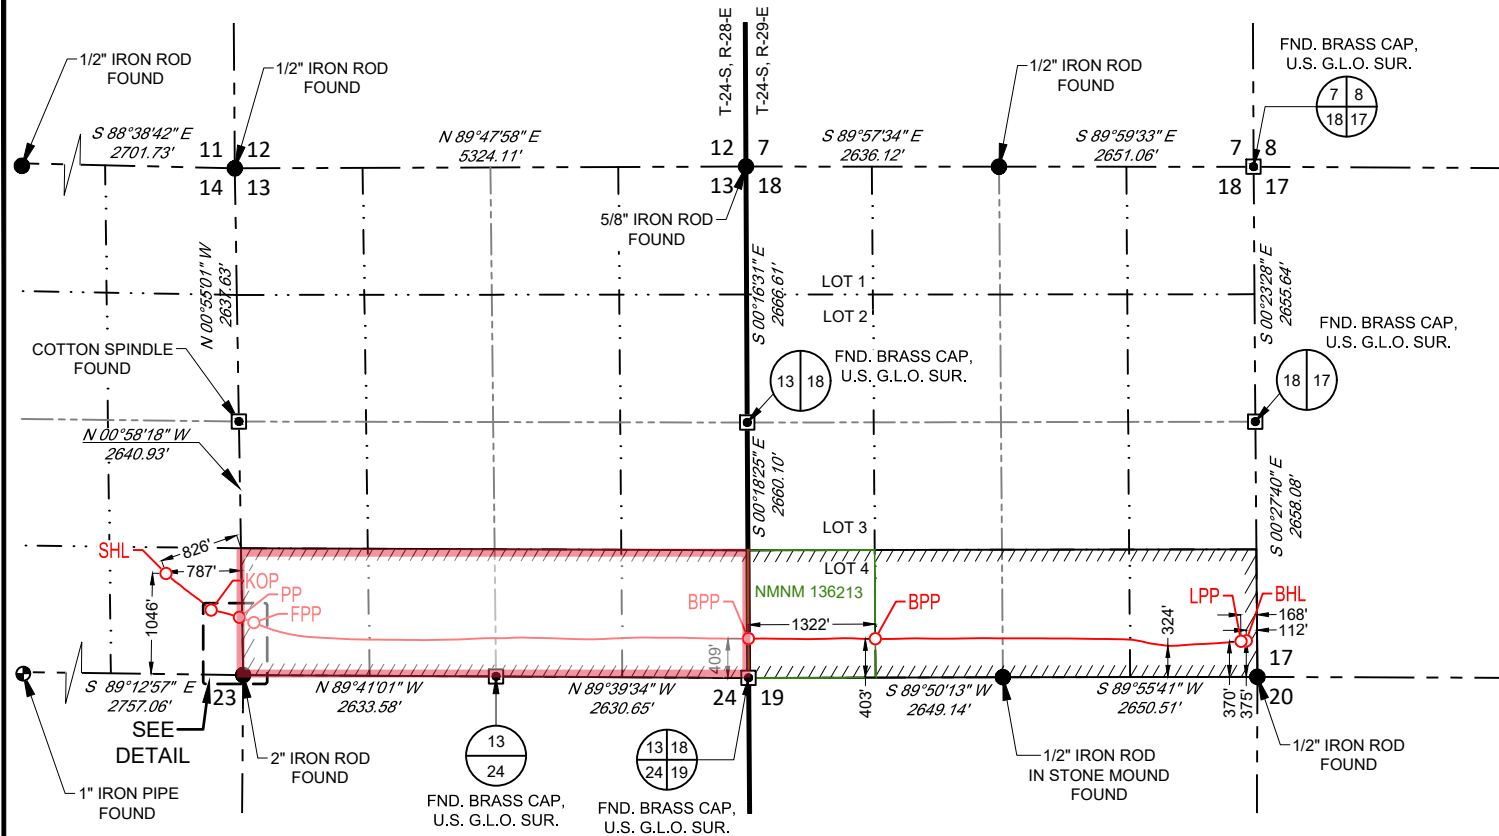 T-24-S, R-28-E
T-24-S, R-29-E
1/2" IRON ROD
FOUND
1/2" IRON ROD
FOUND
1/2" IRON ROD
FOUND
FND. BRASS CAP,
U.S. G.L.O. SUR.
7 8
18 17
S 88°38'42" E
2701.73'
11 12
14 13
N 89°47'58" E
5324.11'
12 7
13 18
S 89°57'34" E
2636.12'
S 89°59'33" E
2651.06'
7 8
18 17
5/8" IRON ROD
FOUND
N 00°55'01" W
2637.63'
S 00°16'31" E
2666.61'
LOT 1
LOT 2
S 00°23'28" E
2655.64'
COTTON SPINDLE
FOUND
13 18
FND. BRASS CAP,
U.S. G.L.O. SUR.
FND. BRASS CAP,
U.S. G.L.O. SUR.
18 17
N 00°58'18" W
2640.93'
S 00°18'25" E
2660.10'
S 00°27'40" E
2658.08'
LOT 3
SHL
826'
787'
1046'
KOP
PP
FPP
LOT 4
NMNM 136213
BPP
1322'
BPP
409'
403'
324'
LPP
BHL
168'
112'
370'
375'
17
20
S 89°12'57" E
2757.06'
23
N 89°41'01" W
2633.58'
N 89°39'34" W
2630.65'
24 19
S 89°50'13" W
2649.14'
S 89°55'41" W
2650.51'
SEE
DETAIL
2" IRON ROD
FOUND
13
24
13 18
24 19
1/2" IRON ROD
IN STONE MOUND
FOUND
1/2" IRON ROD
FOUND
1" IRON PIPE
FOUND
FND. BRASS CAP,
U.S. G.L.O. SUR.
FND. BRASS CAP,
U.S. G.L.O. SUR.